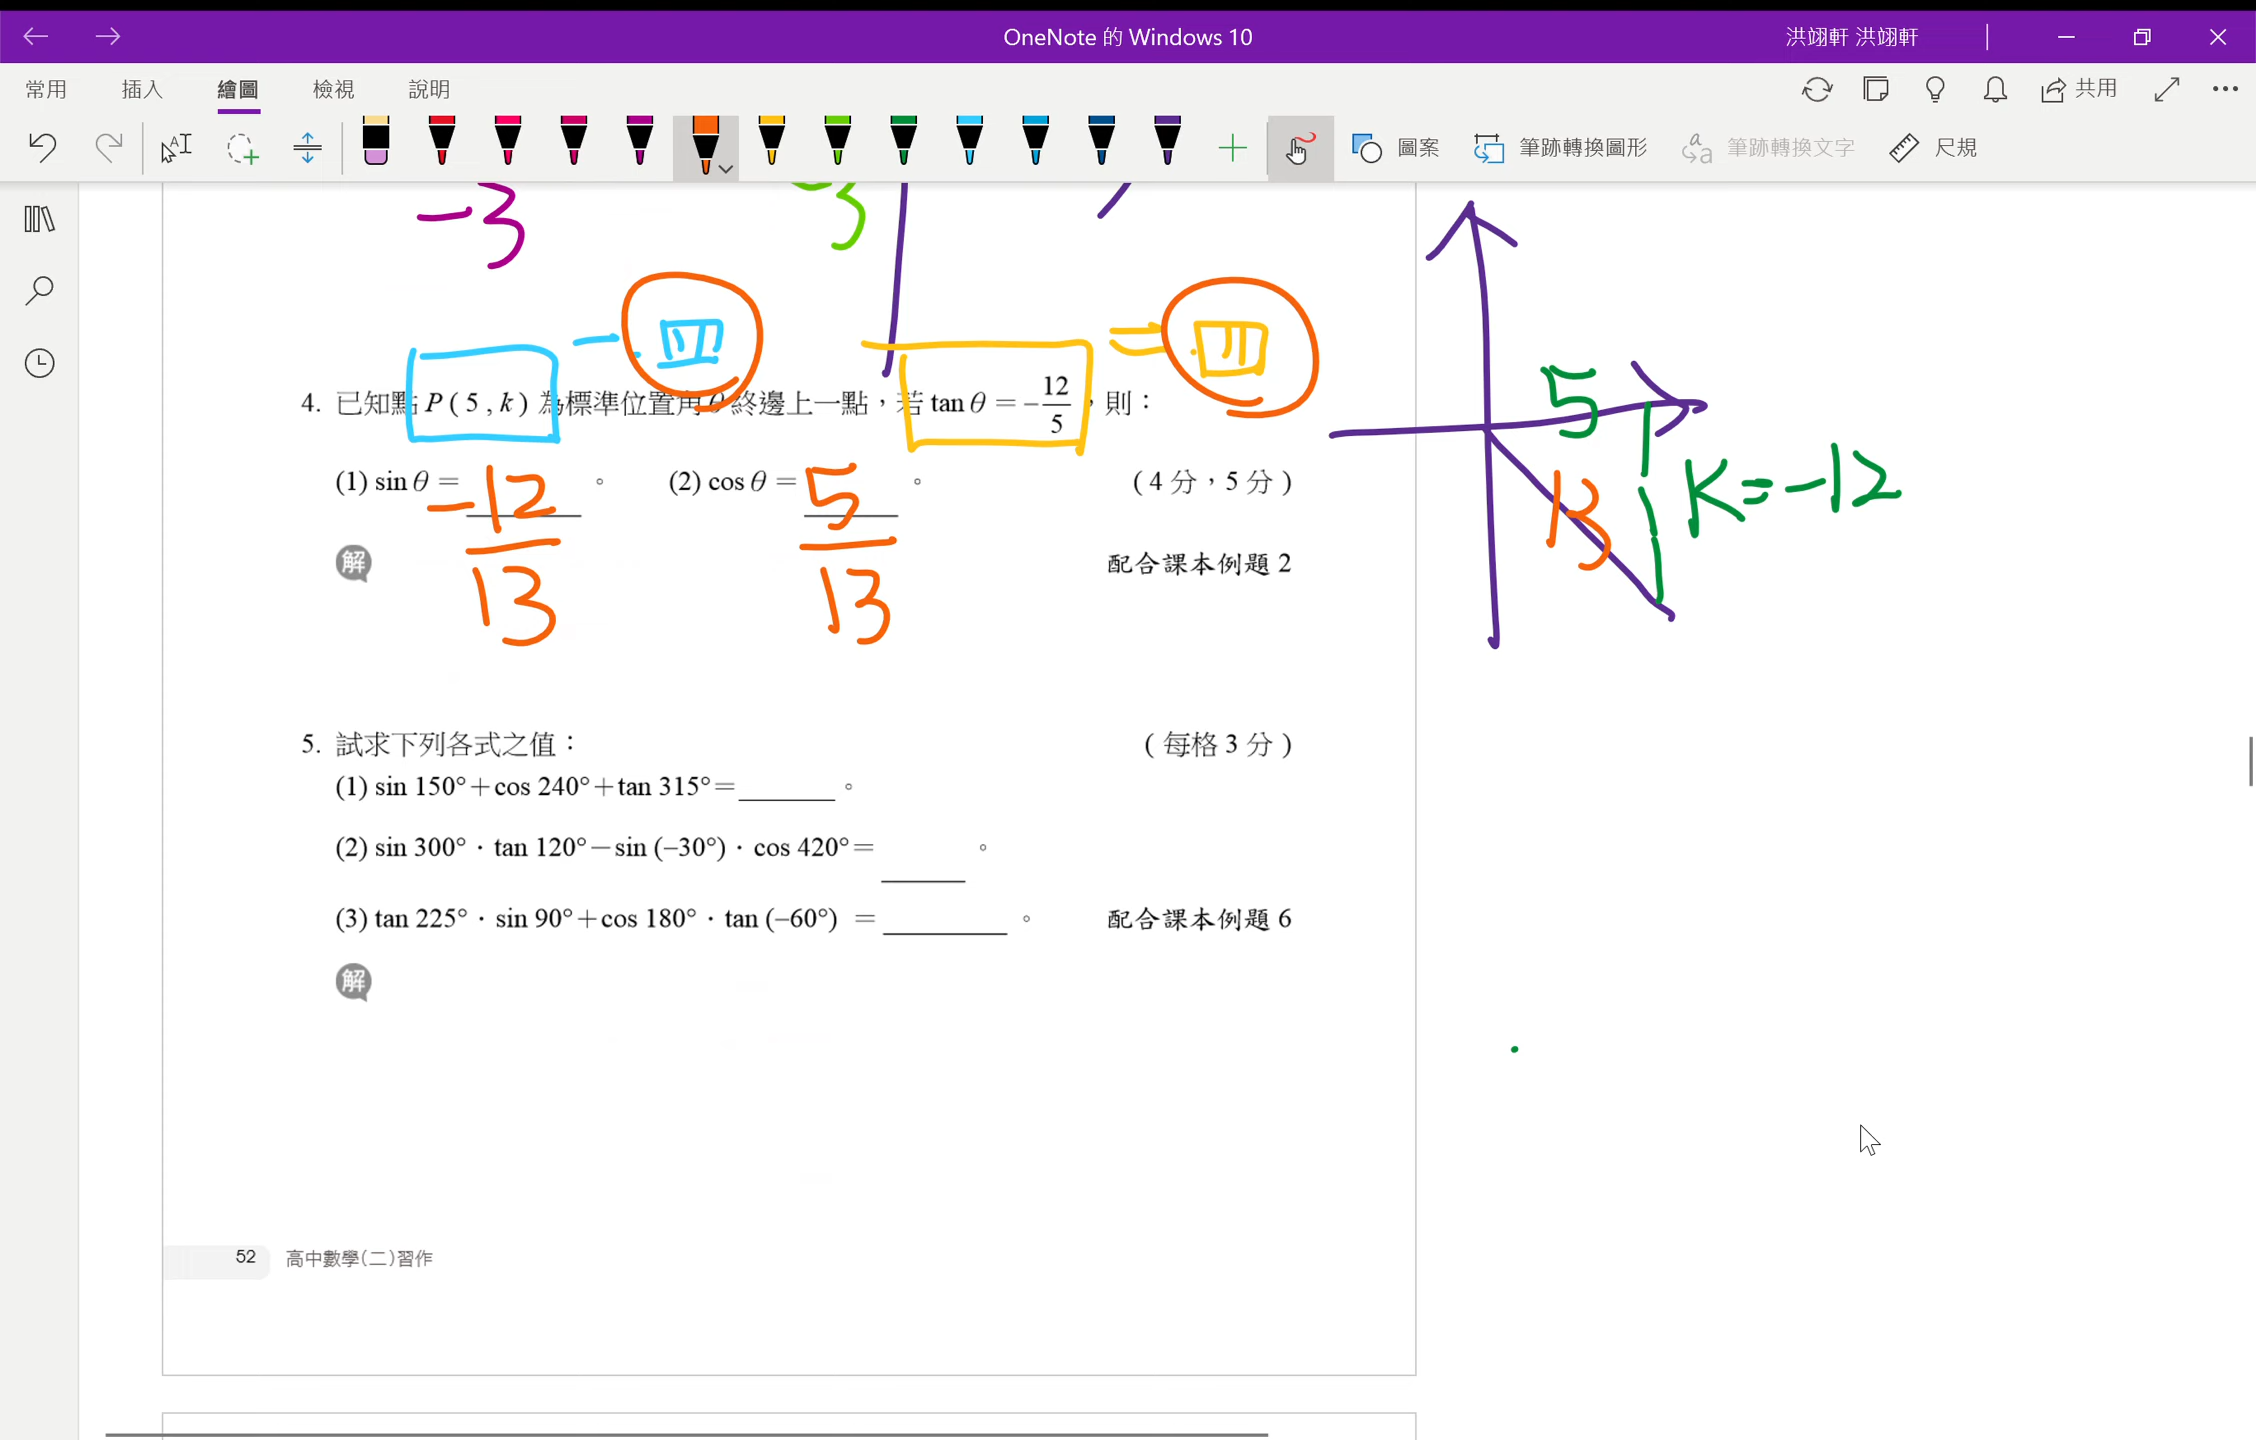 OneNote 的 Windows 10
洪翊軒 洪翊軒
常用 插入 繪圖 檢視 說明
共用
圖案 筆跡轉換圖形 筆跡轉換文字 尺規
-3 -3
四 四
4. 已知點 P ( 5 , k ) 為標準位置角 θ 終邊上一點，若 tan θ = -12/5，則：
(1) sin θ = -12/13 。 (2) cos θ = 5/13 。 ( 4 分，5 分 )
解 配合課本例題 2
5
13
K=-12
5. 試求下列各式之值： ( 每格 3 分 )
(1) sin 150°+cos 240°+tan 315°=______ 。
(2) sin 300°．tan 120°－sin (–30°)．cos 420°=______ 。
(3) tan 225°．sin 90°+cos 180°．tan (–60°) =______ 。 配合課本例題 6
解
52 高中數學(二)習作